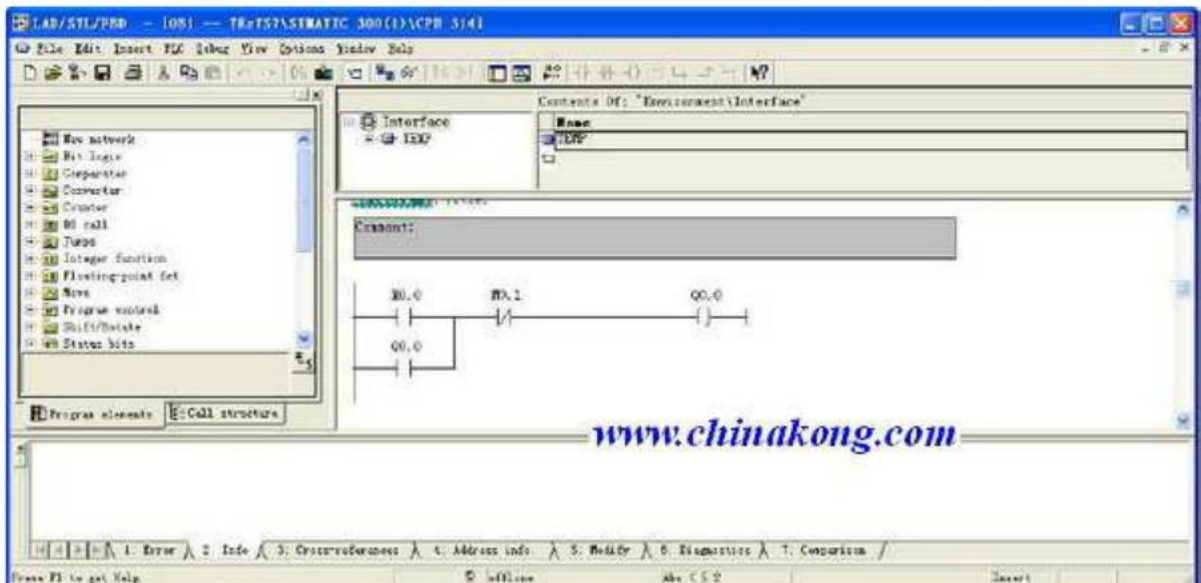 LAD/STL/FBD - [OB1 -- TEST57\SIMATIC 300(1)\CPU 314]
File Edit Insert PLC Debug View Options Window Help
Contents Of: "Environment\Interface"
Interface
TEMP
Name
TEMP
New network
Bit logic
Comparator
Converter
Counter
DB call
Jumps
Integer function
Floating-point fct.
Move
Program control
Shift/Rotate
Status bits
Program elements
Call structure
Comment:
Q0.0
Q0.0
www.chinakong.com
1: Error
2: Info
3: Cross-references
4: Address info.
5: Modify
6: Diagnostics
7: Comparison
Press F1 to get Help.
offline
Abs < 5.2
Insert